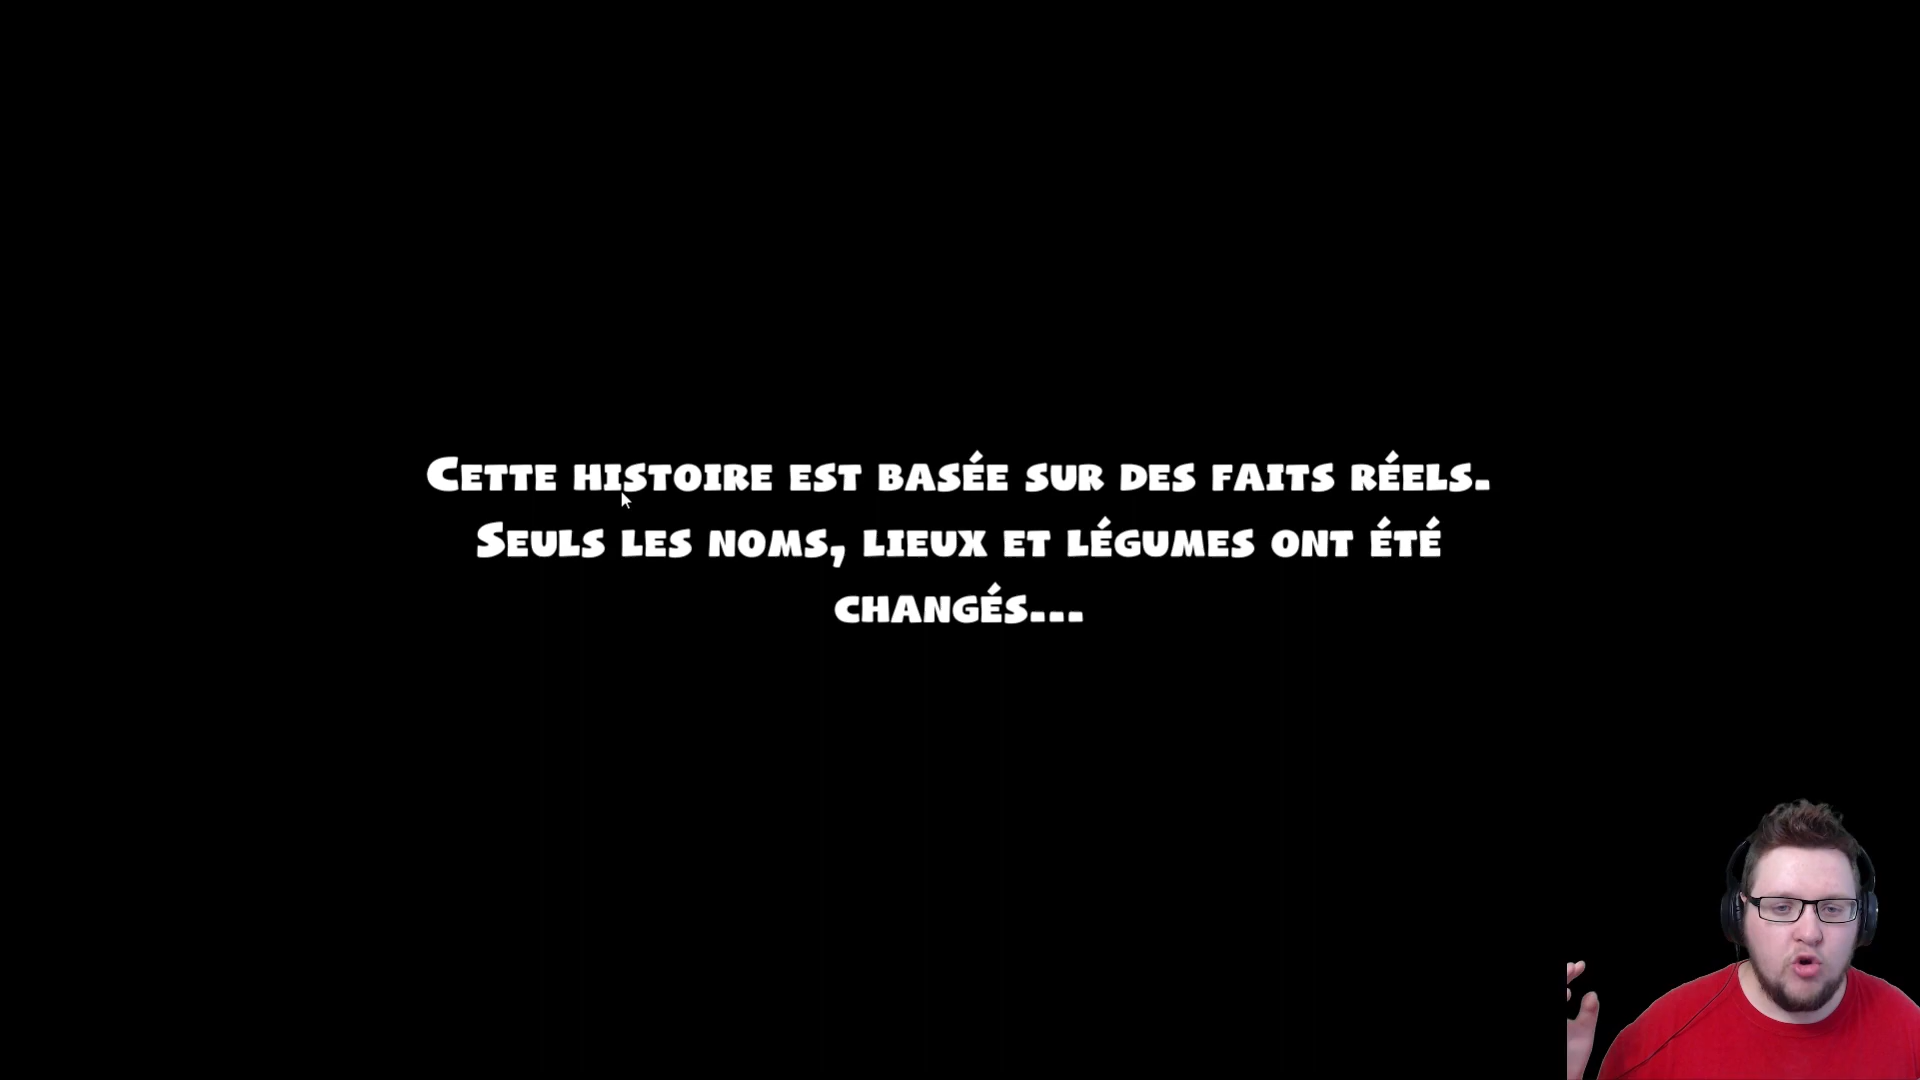 Cette histoire est basée sur des faits réels.
Seuls les noms, lieux et légumes ont été
changés...